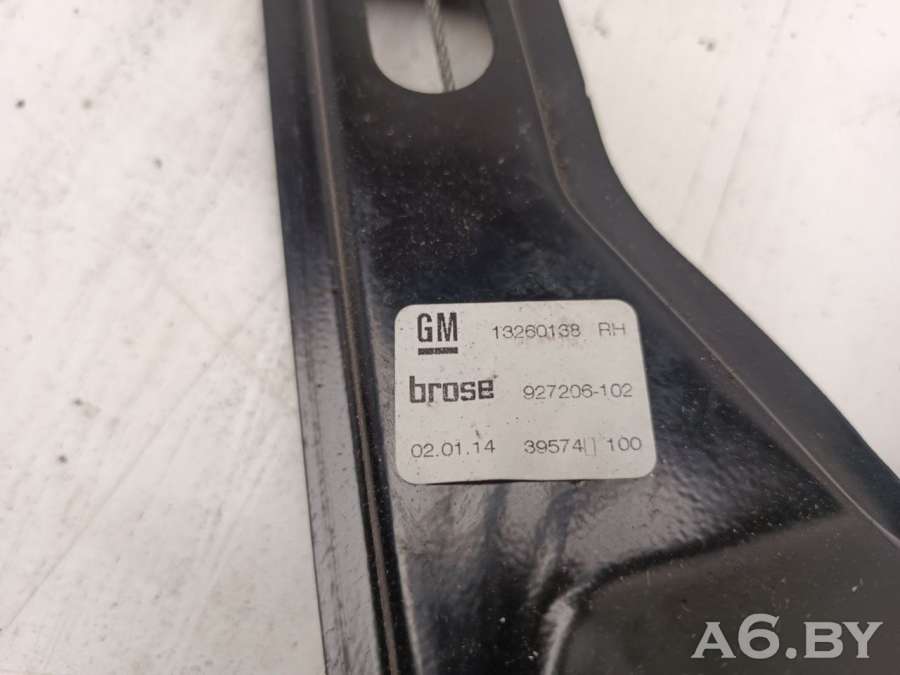 GM 13260138 RH
brose 927206-102
02.01.14 39574 100
A6.BY